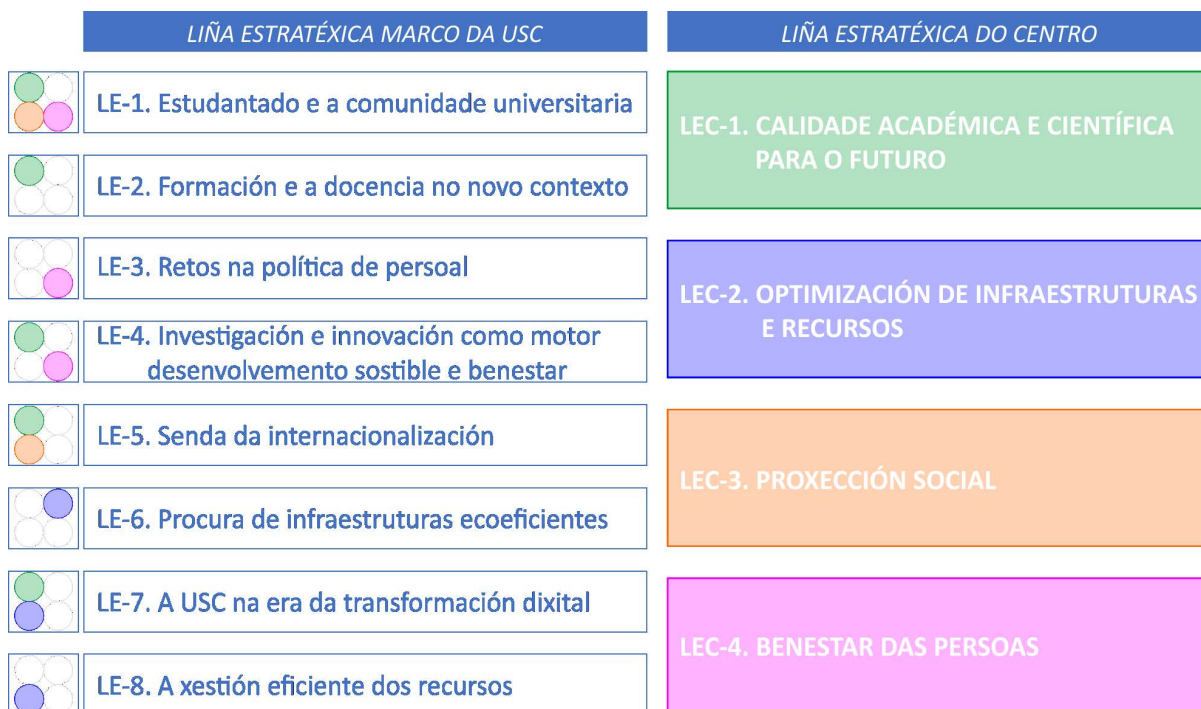 LIÑA ESTRATÉXICA MARCO DA USC
LE-1. Estudantado e a comunidade universitaria
LE-2. Formación e a docencia no novo contexto
LE-3. Retos na política de persoal
LE-4. Investigación e innovación como motor
desenvolvemento sostible e benestar
LE-5. Senda da internacionalización
LE-6. Procura de infraestruturas ecoeficientes
LE-7. A USC na era da transformación dixital
LE-8. A xestión eficiente dos recursos
LIÑA ESTRATÉXICA DO CENTRO
LEC-1. CALIDADE ACADÉMICA E CIENTÍFICA
PARA O FUTURO
LEC-2. OPTIMIZACIÓN DE INFRAESTRUTURAS
E RECURSOS
LEC-3. PROXECCIÓN SOCIAL
LEC-4. BENESTAR DAS PERSOAS